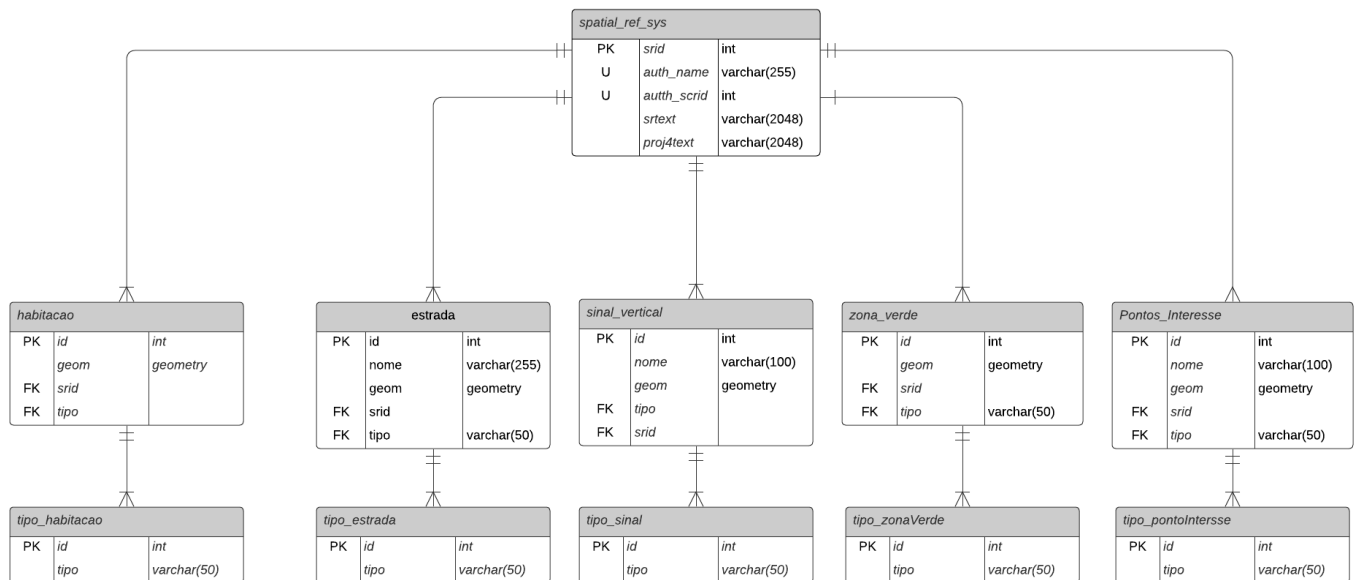 spatial_ref_sys
PK srid int
U auth_name varchar(255)
U autth_scrid int
srtext varchar(2048)
proj4text varchar(2048)
habitacao
PK id int
geom geometry
FK srid
FK tipo
estrada
PK id int
nome varchar(255)
geom geometry
FK srid
FK tipo varchar(50)
sinal_vertical
PK id int
nome varchar(100)
geom geometry
FK tipo
FK srid
zona_verde
PK id int
geom geometry
FK srid
FK tipo varchar(50)
Pontos_Interesse
PK id int
nome varchar(100)
geom geometry
FK srid
FK tipo varchar(50)
tipo_habitacao
PK id int
tipo varchar(50)
tipo_estrada
PK id int
tipo varchar(50)
tipo_sinal
PK id int
tipo varchar(50)
tipo_zonaVerde
PK id int
tipo varchar(50)
tipo_pontoIntersse
PK id int
tipo varchar(50)